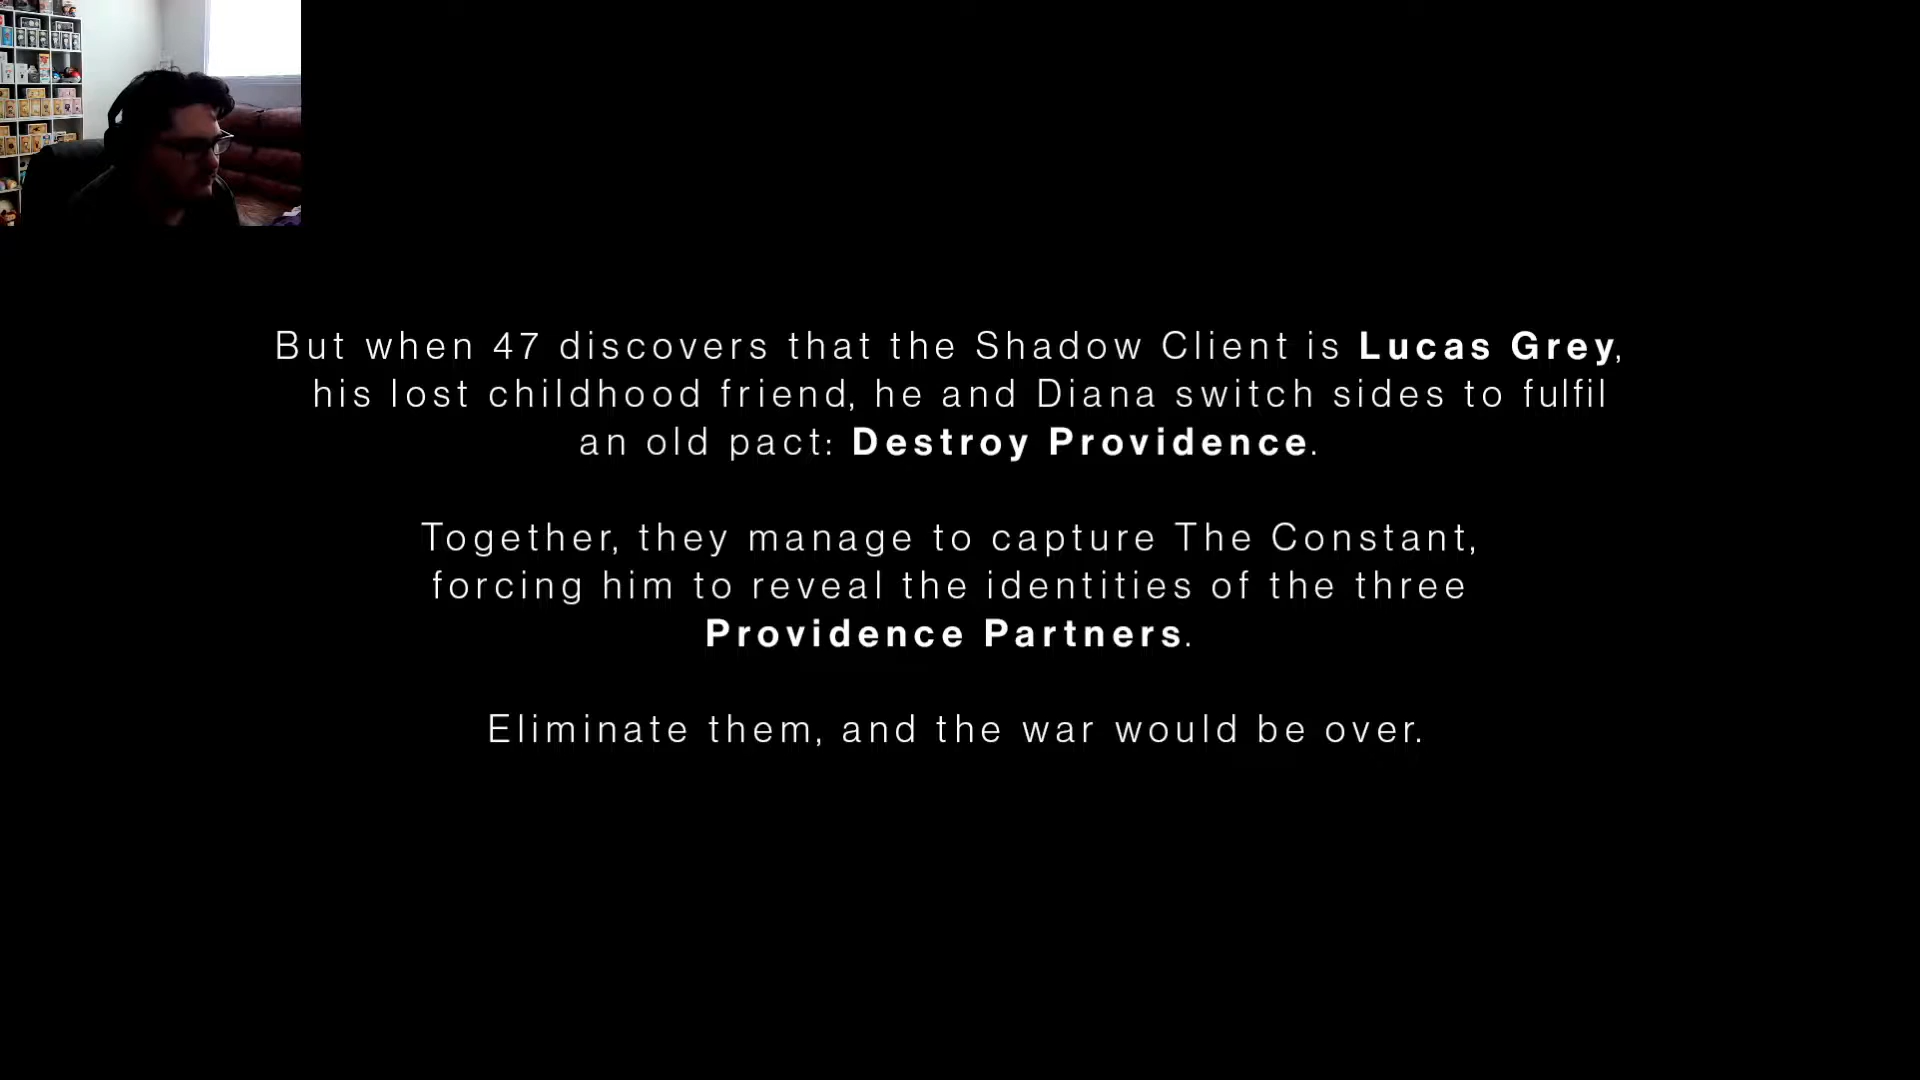 But when 47 discovers that the Shadow Client is Lucas Grey,
his lost childhood friend, he and Diana switch sides to fulfil
an old pact: Destroy Providence.
Together, they manage to capture The Constant,
forcing him to reveal the identities of the three
Providence Partners.
Eliminate them, and the war would be over.